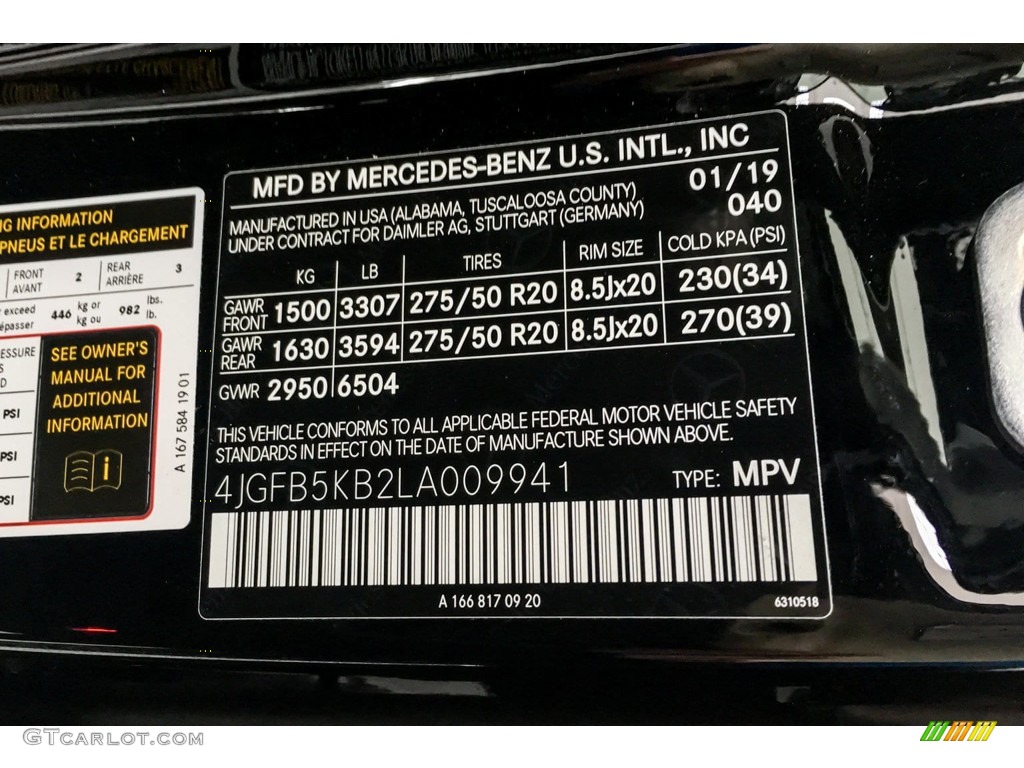 MFD BY MERCEDES-BENZ U.S. INTL., INC
MANUFACTURED IN USA (ALABAMA, TUSCALOOSA COUNTY)
UNDER CONTRACT FOR DAIMLER AG, STUTTGART (GERMANY)
01/19
040
KG LB TIRES RIM SIZE COLD KPA (PSI)
GAWR FRONT 1500 3307 275/50 R20 8.5Jx20 230(34)
GAWR REAR 1630 3594 275/50 R20 8.5Jx20 270(39)
GVWR 2950 6504
THIS VEHICLE CONFORMS TO ALL APPLICABLE FEDERAL MOTOR VEHICLE SAFETY
STANDARDS IN EFFECT ON THE DATE OF MANUFACTURE SHOWN ABOVE.
4JGFB5KB2LA009941 TYPE: MPV
A 166 817 09 20 6310518
INFORMATION
PNEUS ET LE CHARGEMENT
FRONT 2 REAR 3
AVANT ARRIÈRE
exceed 446 kg or 982 lbs.
kg ou lb.
SEE OWNER'S
MANUAL FOR
ADDITIONAL
INFORMATION
i
PSI
PSI
PSI
A 167 584 19 01
GTcarlot.com